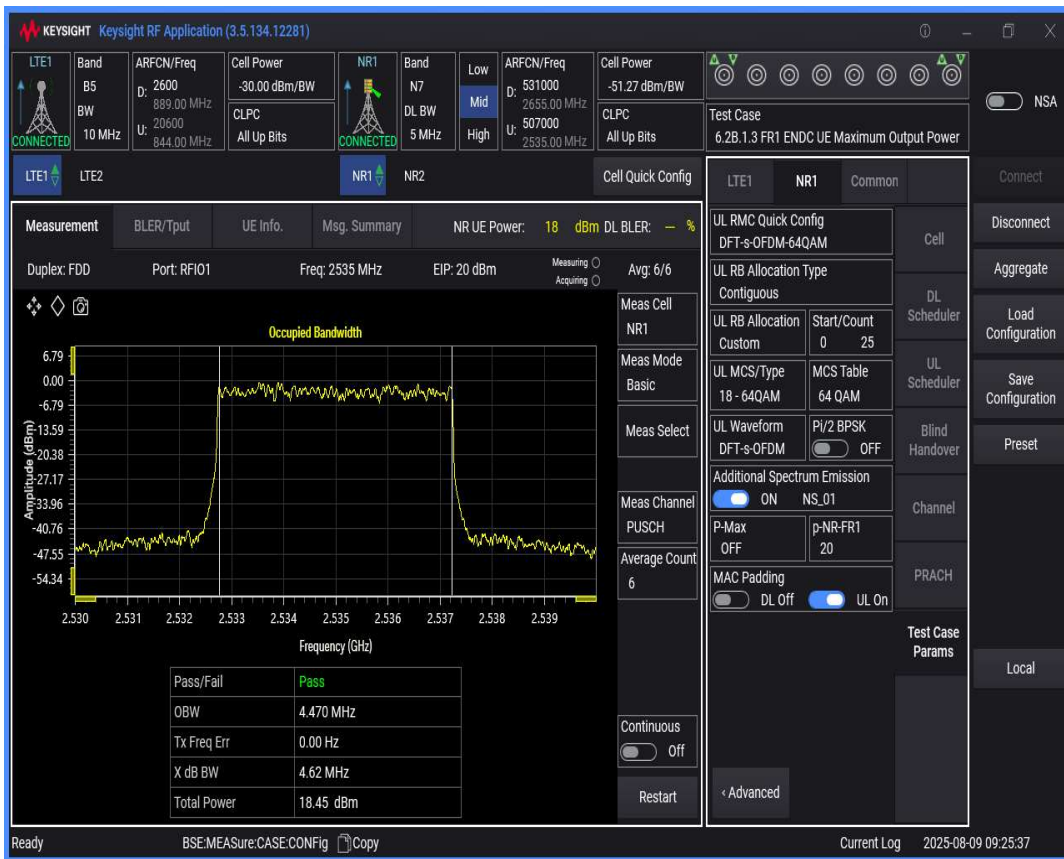 KEYSIGHT Keysight RF Application (3.5.134.12281)
LTE1
CONNECTED
Band
B5
BW
10 MHz
ARFCN/Freq
D: 2600
889.00 MHz
U: 20600
844.00 MHz
Cell Power
-30.00 dBm/BW
CLPC
All Up Bits
NR1
CONNECTED
Band
N7
DL BW
5 MHz
Low
Mid
High
ARFCN/Freq
D: 531000
2655.00 MHz
U: 507000
2535.00 MHz
Cell Power
-51.27 dBm/BW
CLPC
All Up Bits
Test Case
6.2B.1.3 FR1 ENDC UE Maximum Output Power
NSA
LTE1 LTE2 NR1 NR2 Cell Quick Config
Measurement BLER/Tput UE Info. Msg. Summary NR UE Power: 18 dBm DL BLER: — %
Duplex: FDD Port: RFIO1 Freq: 2535 MHz EIP: 20 dBm Measuring Acquiring Avg: 6/6
Occupied Bandwidth
6.79
0.00
-6.79
-13.59
-20.38
-27.17
-33.96
-40.76
-47.55
-54.34
Amplitude (dBm)
2.530 2.531 2.532 2.533 2.534 2.535 2.536 2.537 2.538 2.539
Frequency (GHz)
Pass/Fail Pass
OBW 4.470 MHz
Tx Freq Err 0.00 Hz
X dB BW 4.62 MHz
Total Power 18.45 dBm
Meas Cell
NR1
Meas Mode
Basic
Meas Select
Meas Channel
PUSCH
Average Count
6
Continuous
Off
Restart
LTE1 NR1 Common
UL RMC Quick Config
DFT-s-OFDM-64QAM
UL RB Allocation Type
Contiguous
UL RB Allocation
Custom
Start/Count
0 25
UL MCS/Type
18 - 64QAM
MCS Table
64 QAM
UL Waveform
DFT-s-OFDM
Pi/2 BPSK
OFF
Additional Spectrum Emission
ON NS_01
P-Max
OFF
p-NR-FR1
20
MAC Padding
DL Off UL On
‹ Advanced
Cell
DL
Scheduler
UL
Scheduler
Blind
Handover
Channel
PRACH
Test Case
Params
Connect
Disconnect
Aggregate
Load
Configuration
Save
Configuration
Preset
Local
Ready BSE:MEASure:CASE:CONFig Copy Current Log 2025-08-09 09:25:37